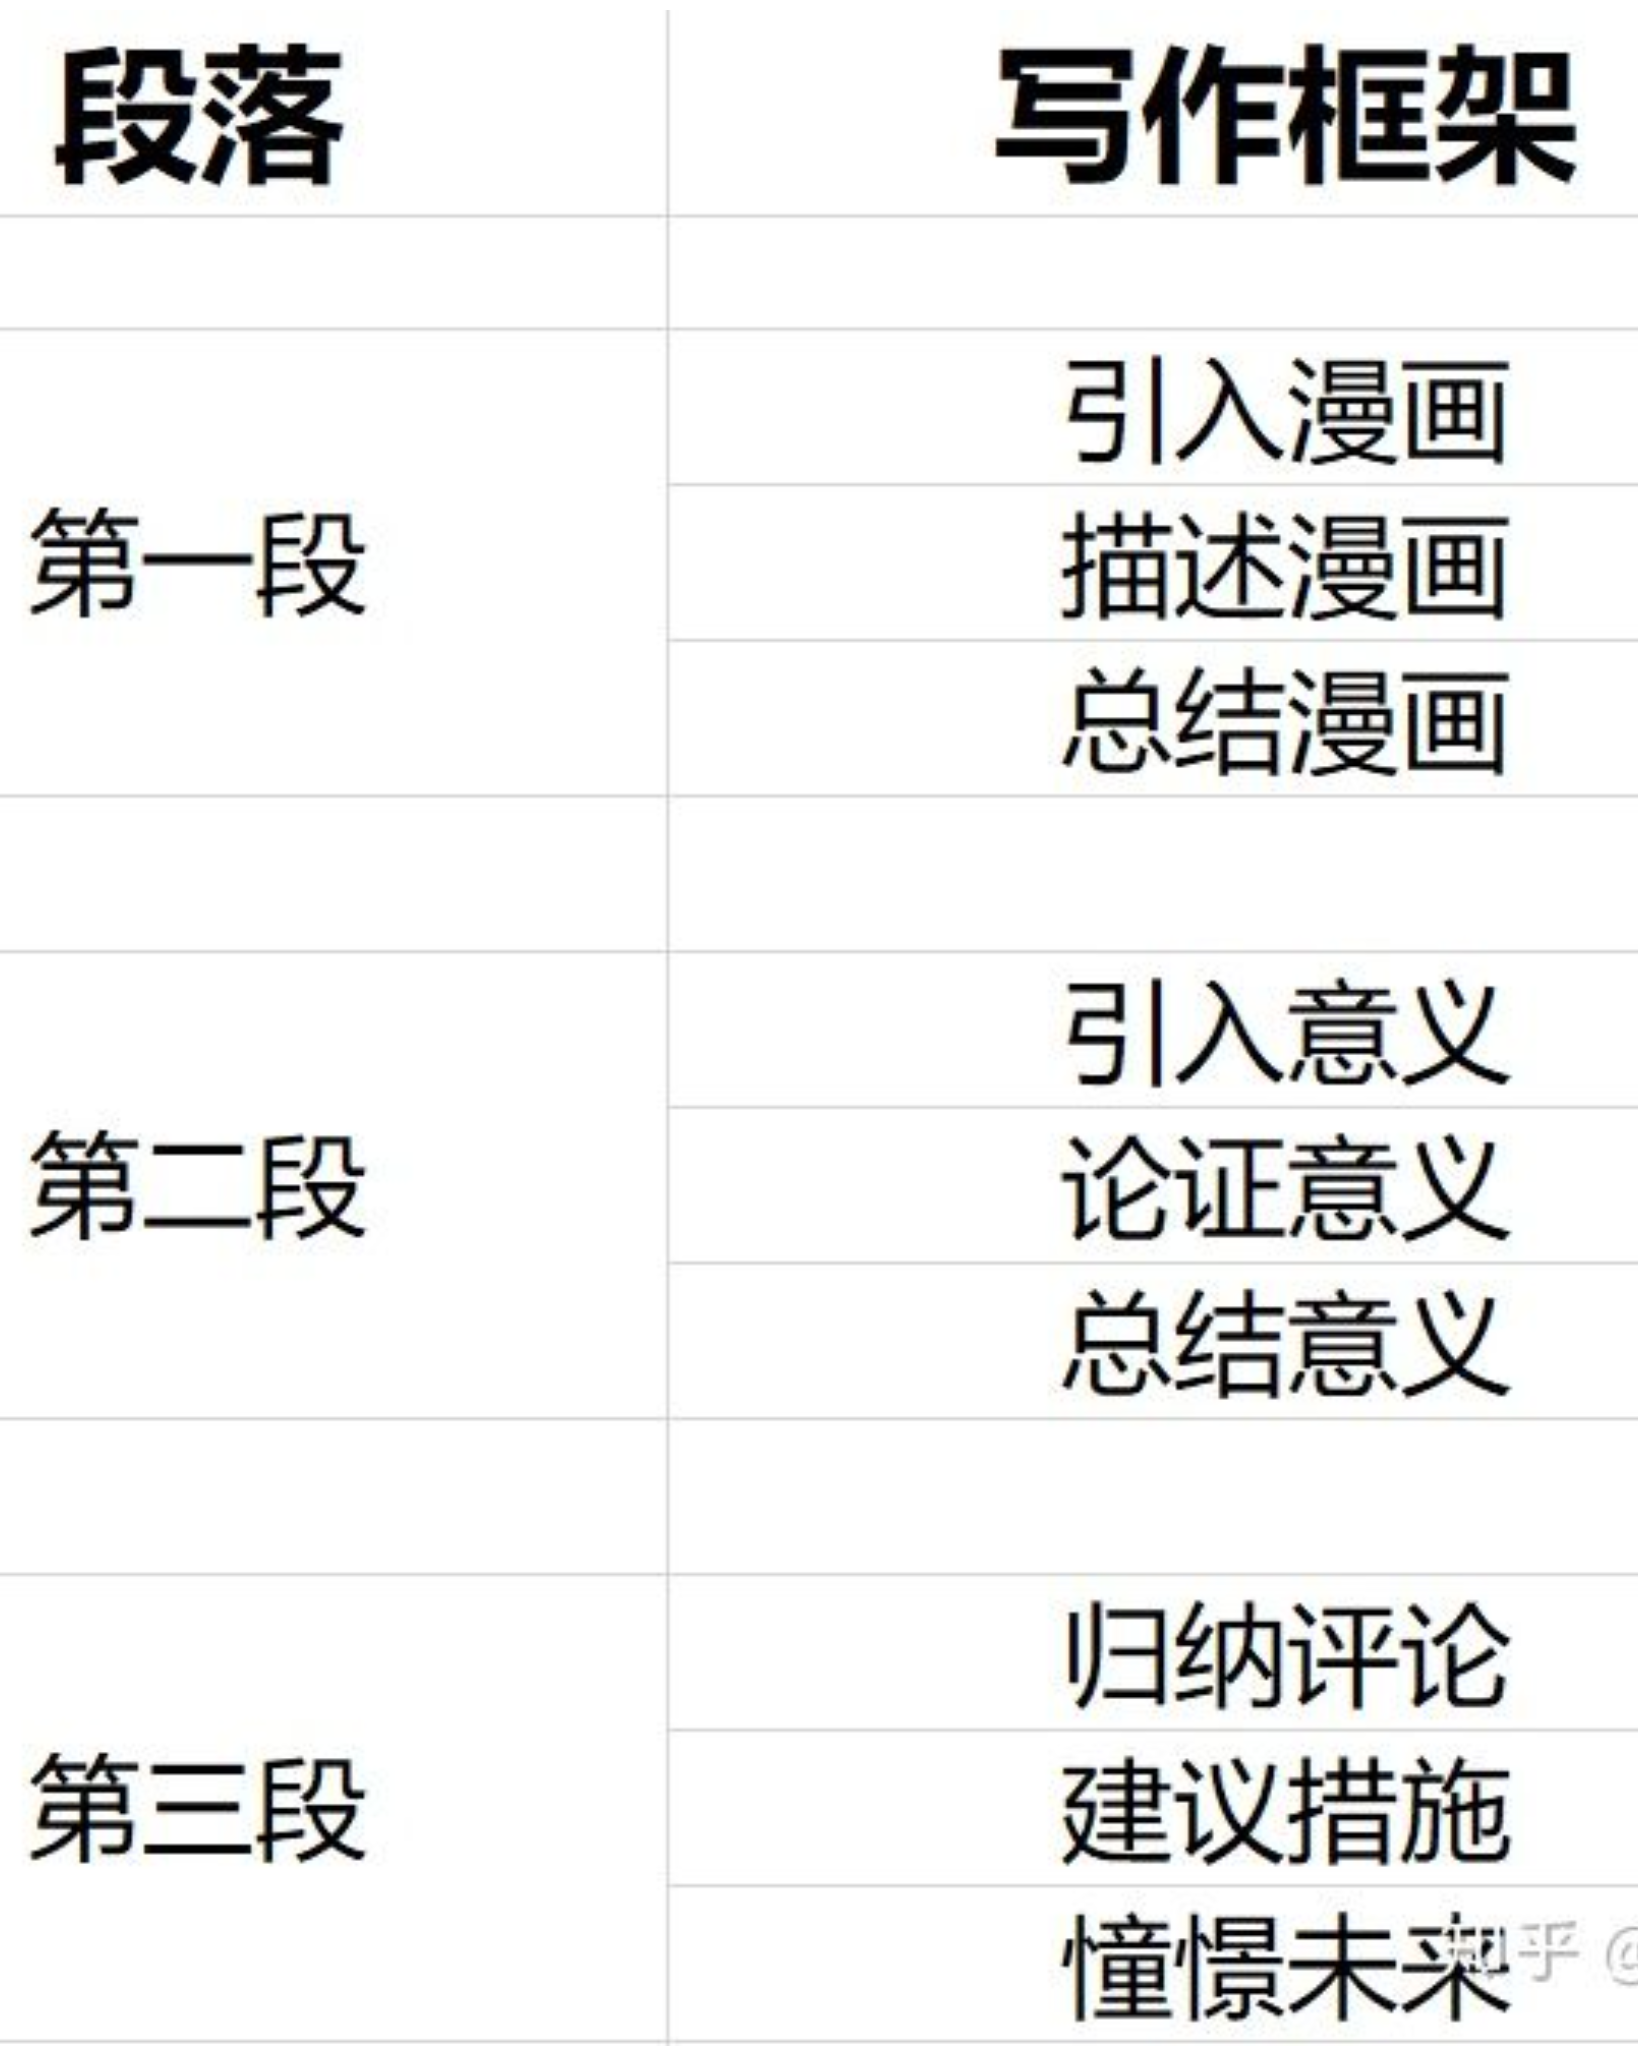 段落 写作框架
引入漫画
第一段 描述漫画
总结漫画
引入意义
第二段 论证意义
总结意义
归纳评论
第三段 建议措施
憧憬未来
知乎 @